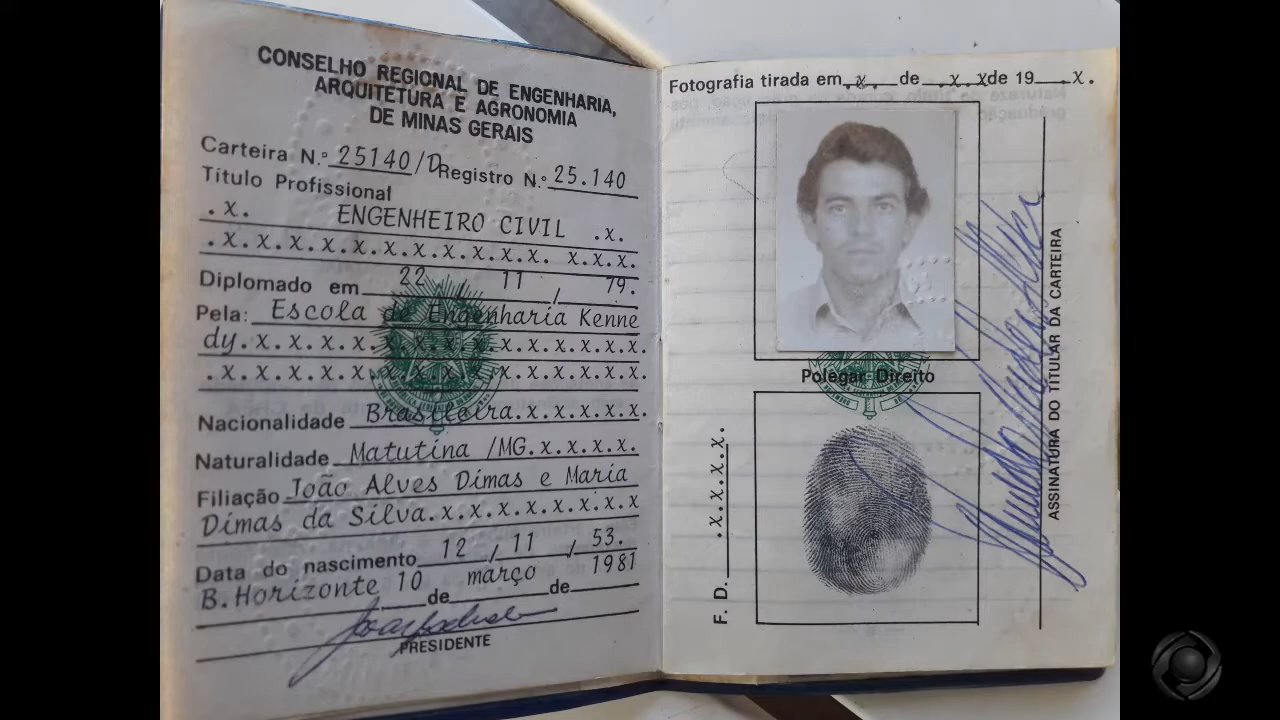 CONSELHO REGIONAL DE ENGENHARIA,
ARQUITETURA E AGRONOMIA
DE MINAS GERAIS
Carteira N.º 25140/D Registro N.º 25.140
Título Profissional
.x. ENGENHEIRO CIVIL .x.
.x.x.x.x.x.x.x.x.x.x.x. x.x.x.
Diplomado em 22 / 11 / 79.
Pela: Escola de Engenharia Kenne
dy.x.x.x.x.x.x.x.x.x.x.x.x.x.
.x.x.x.x.x.x.x.x.x.x.x.x.x.x.x.
Nacionalidade Brasileira.x.x.x.x.x.
Naturalidade Matutina /MG.x.x.x.x.
Filiação João Alves Dimas e Maria
Dimas da Silva.x.x.x.x.x.x.x.x
Data do nascimento 12 / 11 / 53.
B.Horizonte 10 de março de 1981
PRESIDENTE
Fotografia tirada em .x. de .x.x de 19 .x.
Polegar Direito
F. D. .x.x.x.x.
ASSINATURA DO TITULAR DA CARTEIRA